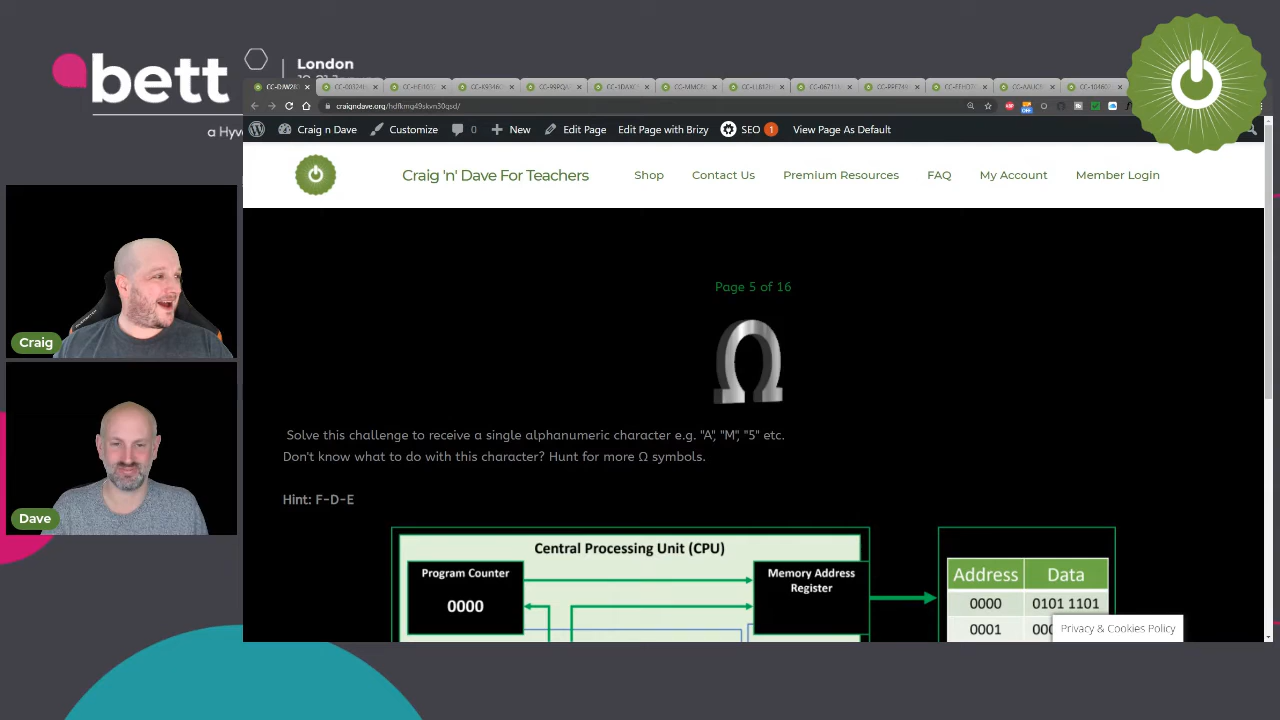 bett
London
a Hyv
craigndave.org/hdfkmq49skvn30qsd/
Craig n Dave Customize 0 New Edit Page Edit Page with Brizy SEO 1 View Page As Default
Craig 'n' Dave For Teachers Shop Contact Us Premium Resources FAQ My Account Member Login
Page 5 of 16
Ω
Solve this challenge to receive a single alphanumeric character e.g. "A", "M", "5" etc.
Don't know what to do with this character? Hunt for more Ω symbols.
Hint: F-D-E
Central Processing Unit (CPU)
Program Counter
0000
Memory Address
Register
Address Data
0000 0101 1101
0001
Privacy & Cookies Policy
Craig
Dave